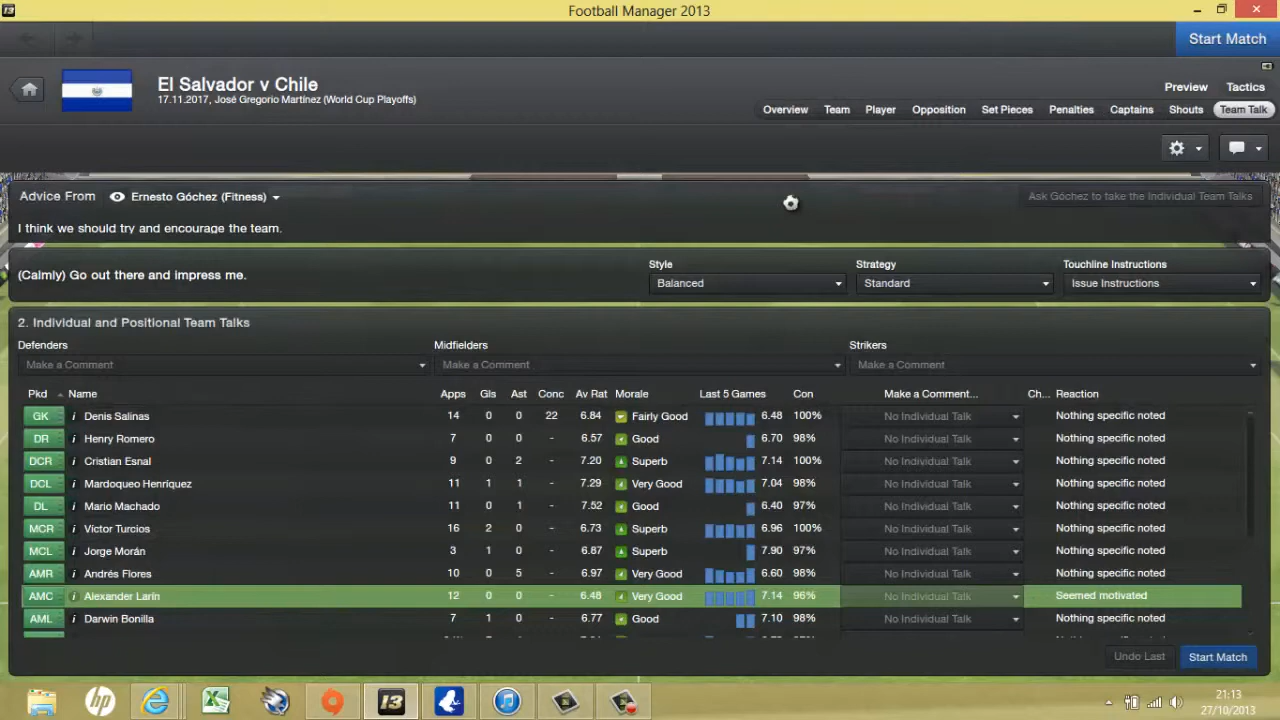 13
Football Manager 2013
Start Match
El Salvador v Chile
17.11.2017, José Gregorio Martínez (World Cup Playoffs)
Preview Tactics
Overview Team Player Opposition Set Pieces Penalties Captains Shouts Team Talk
Advice From Ernesto Góchez (Fitness) Ask Góchez to take the Individual Team Talks
I think we should try and encourage the team.
Style Strategy Touchline Instructions
(Calmly) Go out there and impress me. Balanced Standard Issue Instructions
2. Individual and Positional Team Talks
Defenders Midfielders Strikers
Make a Comment Make a Comment Make a Comment
Pkd Name Apps Gls Ast Conc Av Rat Morale Last 5 Games Con Make a Comment... Ch... Reaction
GK i Denis Salinas 14 0 0 22 6.84 Fairly Good 6.48 100% No Individual Talk Nothing specific noted
DR i Henry Romero 7 0 0 - 6.57 Good 6.70 98% No Individual Talk Nothing specific noted
DCR i Cristian Esnal 9 0 2 - 7.20 Superb 7.14 100% No Individual Talk Nothing specific noted
DCL i Mardoqueo Henríquez 11 1 1 - 7.29 Very Good 7.04 98% No Individual Talk Nothing specific noted
DL i Mario Machado 11 0 1 - 7.52 Good 6.40 97% No Individual Talk Nothing specific noted
MCR i Víctor Turcios 16 2 0 - 6.73 Superb 6.96 100% No Individual Talk Nothing specific noted
MCL i Jorge Morán 3 1 0 - 6.87 Superb 7.90 97% No Individual Talk Nothing specific noted
AMR i Andrés Flores 10 0 5 - 6.97 Very Good 6.60 98% No Individual Talk Nothing specific noted
AMC i Alexander Larín 12 0 0 - 6.48 Very Good 7.14 96% No Individual Talk Seemed motivated
AML i Darwin Bonilla 7 1 0 - 6.77 Good 7.10 98% No Individual Talk Nothing specific noted
Undo Last Start Match
hp 13 21:13
27/10/2013